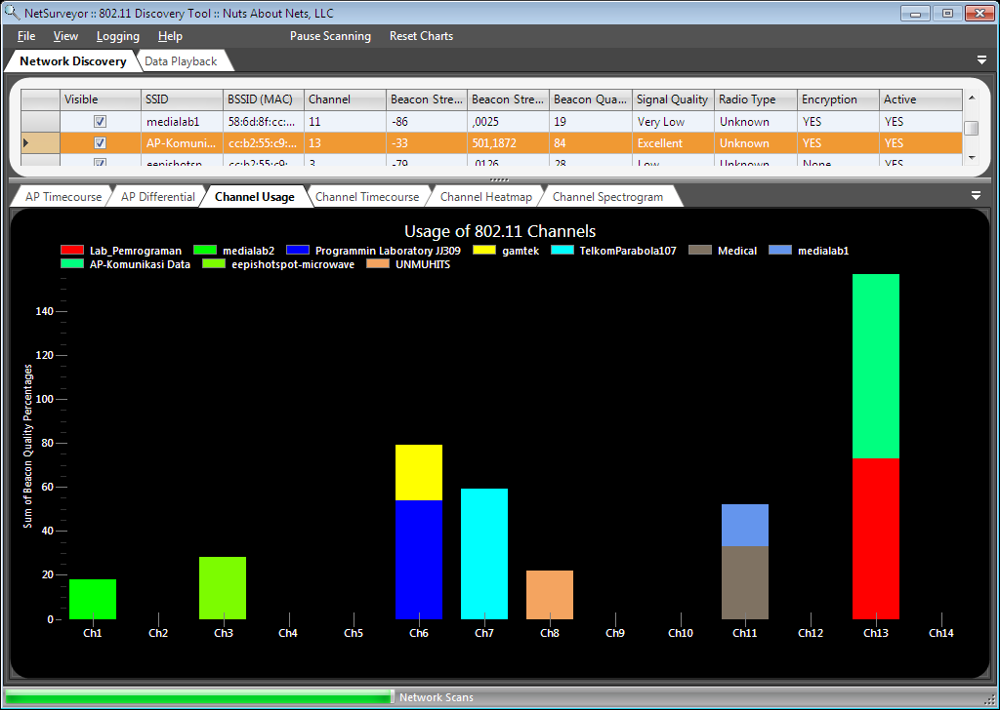 NetSurveyor :: 802.11 Discovery Tool :: Nuts About Nets, LLC
File View Logging Help Pause Scanning Reset Charts
Network Discovery Data Playback
Visible SSID BSSID (MAC) Channel Beacon Stre... Beacon Stre... Beacon Qua... Signal Quality Radio Type Encryption Active
medialab1 58:6d:8f:cc:... 11 -86 ,0025 19 Very Low Unknown YES YES
AP-Komuni... cc:b2:55:c9:... 13 -33 501,1872 84 Excellent Unknown YES YES
eepishotsp... cc:b2:55:c9:... 3 -79 ,0126 28 Low Unknown None YES
AP Timecourse AP Differential Channel Usage Channel Timecourse Channel Heatmap Channel Spectrogram
Usage of 802.11 Channels
Lab_Pemrograman medialab2 Programmin Laboratory JJ309 gamtek TelkomParabola107 Medical medialab1
AP-Komunikasi Data eepishotspot-microwave UNMUHITS
Sum of Beacon Quality Percentages
140
120
100
80
60
40
20
0
Ch1 Ch2 Ch3 Ch4 Ch5 Ch6 Ch7 Ch8 Ch9 Ch10 Ch11 Ch12 Ch13 Ch14
Network Scans